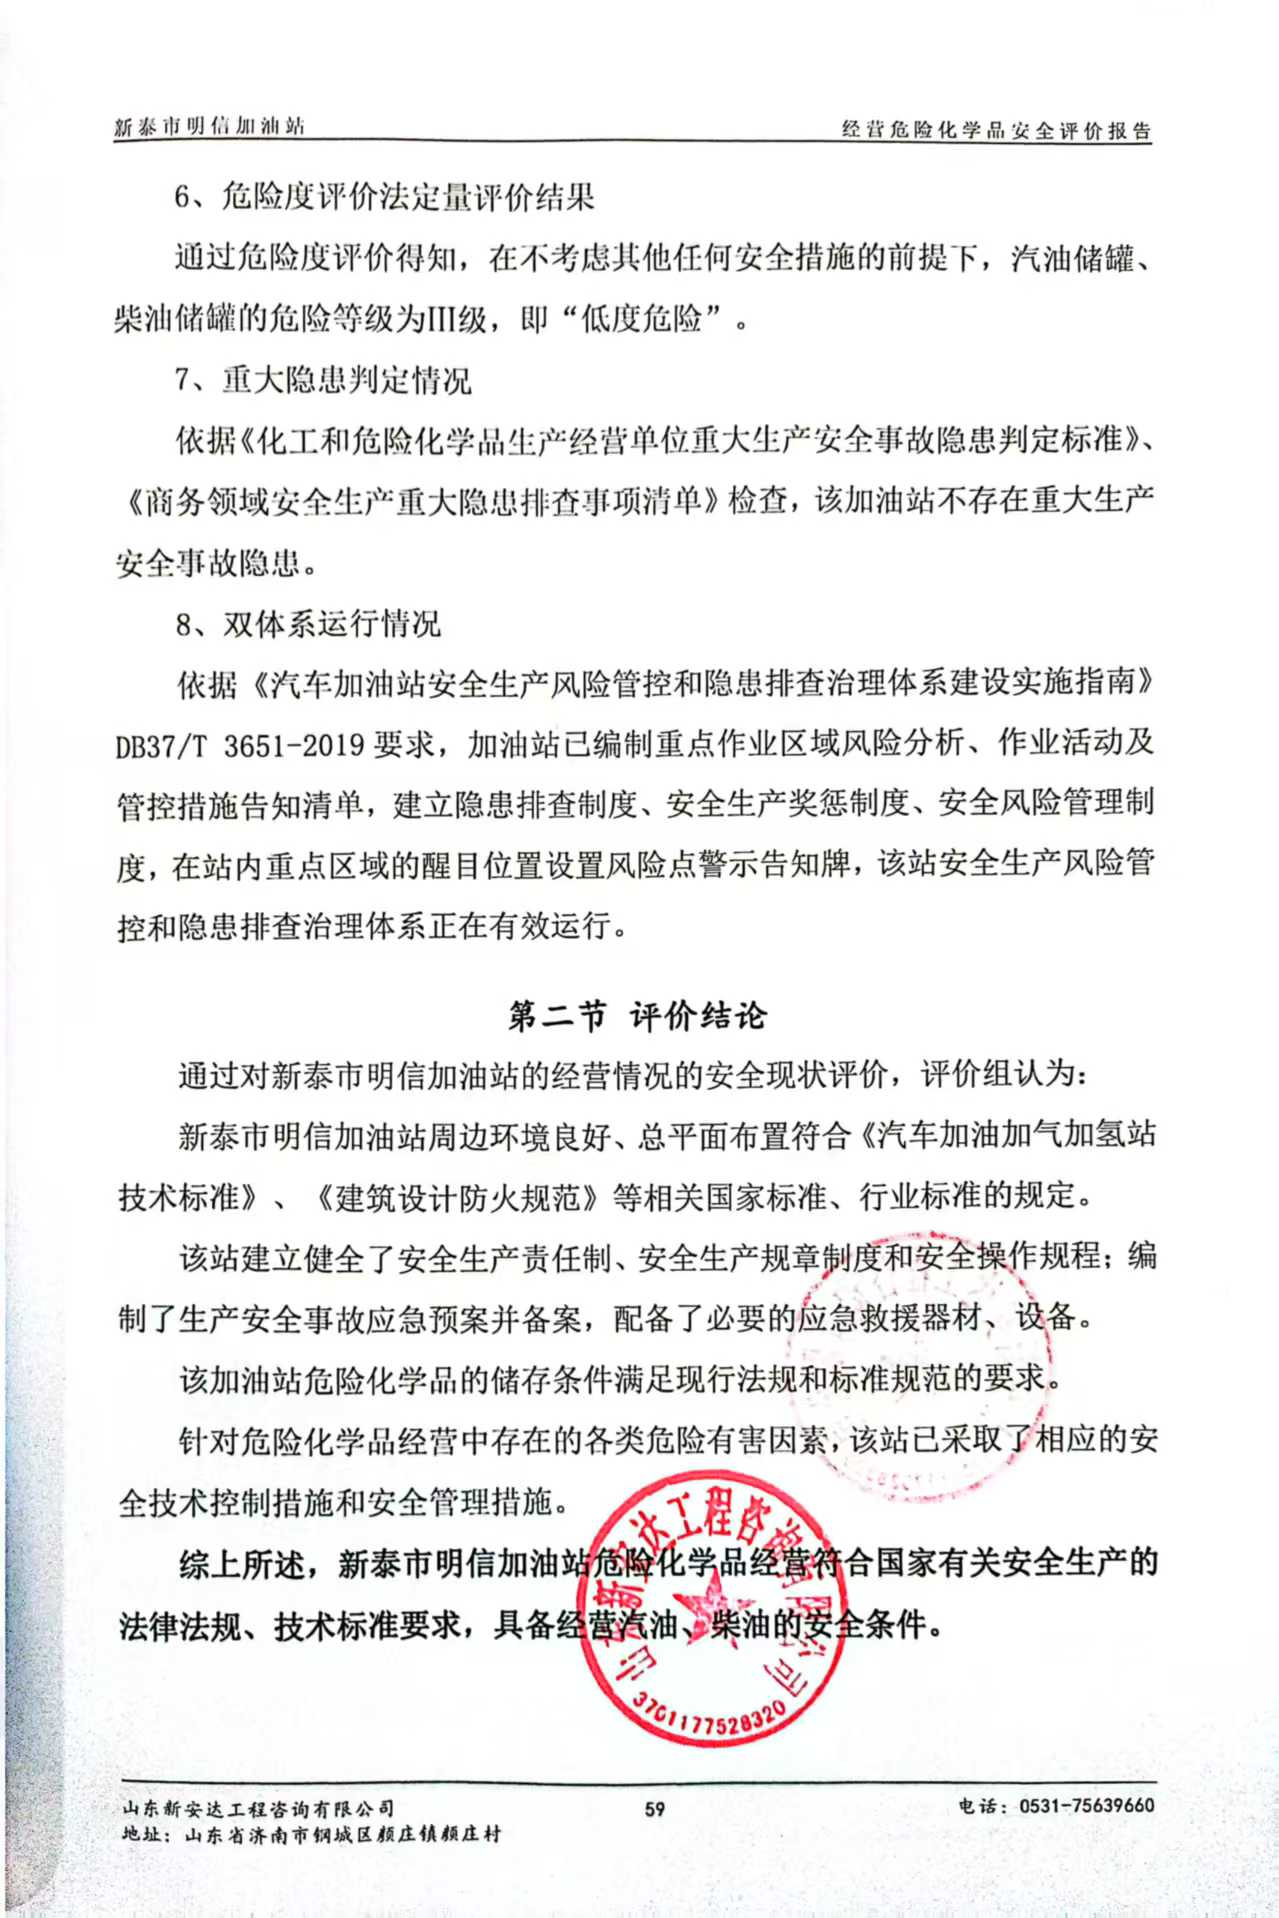 新泰市明信加油站
经营危险化学品安全评价报告
6、危险度评价法定量评价结果
通过危险度评价得知，在不考虑其他任何安全措施的前提下，汽油储罐、
柴油储罐的危险等级为III级，即“低度危险”。
7、重大隐患判定情况
依据《化工和危险化学品生产经营单位重大生产安全事故隐患判定标准》、
《商务领域安全生产重大隐患排查事项清单》检查，该加油站不存在重大生产
安全事故隐患。
8、双体系运行情况
依据《汽车加油站安全生产风险管控和隐患排查治理体系建设实施指南》
DB37/T 3651-2019 要求，加油站已编制重点作业区域风险分析、作业活动及
管控措施告知清单，建立隐患排查制度、安全生产奖惩制度、安全风险管理制
度，在站内重点区域的醒目位置设置风险点警示告知牌，该站安全生产风险管
控和隐患排查治理体系正在有效运行。
第二节 评价结论
通过对新泰市明信加油站的经营情况的安全现状评价，评价组认为：
新泰市明信加油站周边环境良好、总平面布置符合《汽车加油加气加氢站
技术标准》、《建筑设计防火规范》等相关国家标准、行业标准的规定。
该站建立健全了安全生产责任制、安全生产规章制度和安全操作规程；编
制了生产安全事故应急预案并备案，配备了必要的应急救援器材、设备。
该加油站危险化学品的储存条件满足现行法规和标准规范的要求。
针对危险化学品经营中存在的各类危险有害因素，该站已采取了相应的安
全技术控制措施和安全管理措施。
综上所述，新泰市明信加油站危险化学品经营符合国家有关安全生产的
法律法规、技术标准要求，具备经营汽油、柴油的安全条件。
山东新安达工程咨询有限公司
3701177528320
山东新安达工程咨询有限公司
59
电话：0531-75639660
地址：山东省济南市钢城区颜庄镇颜庄村